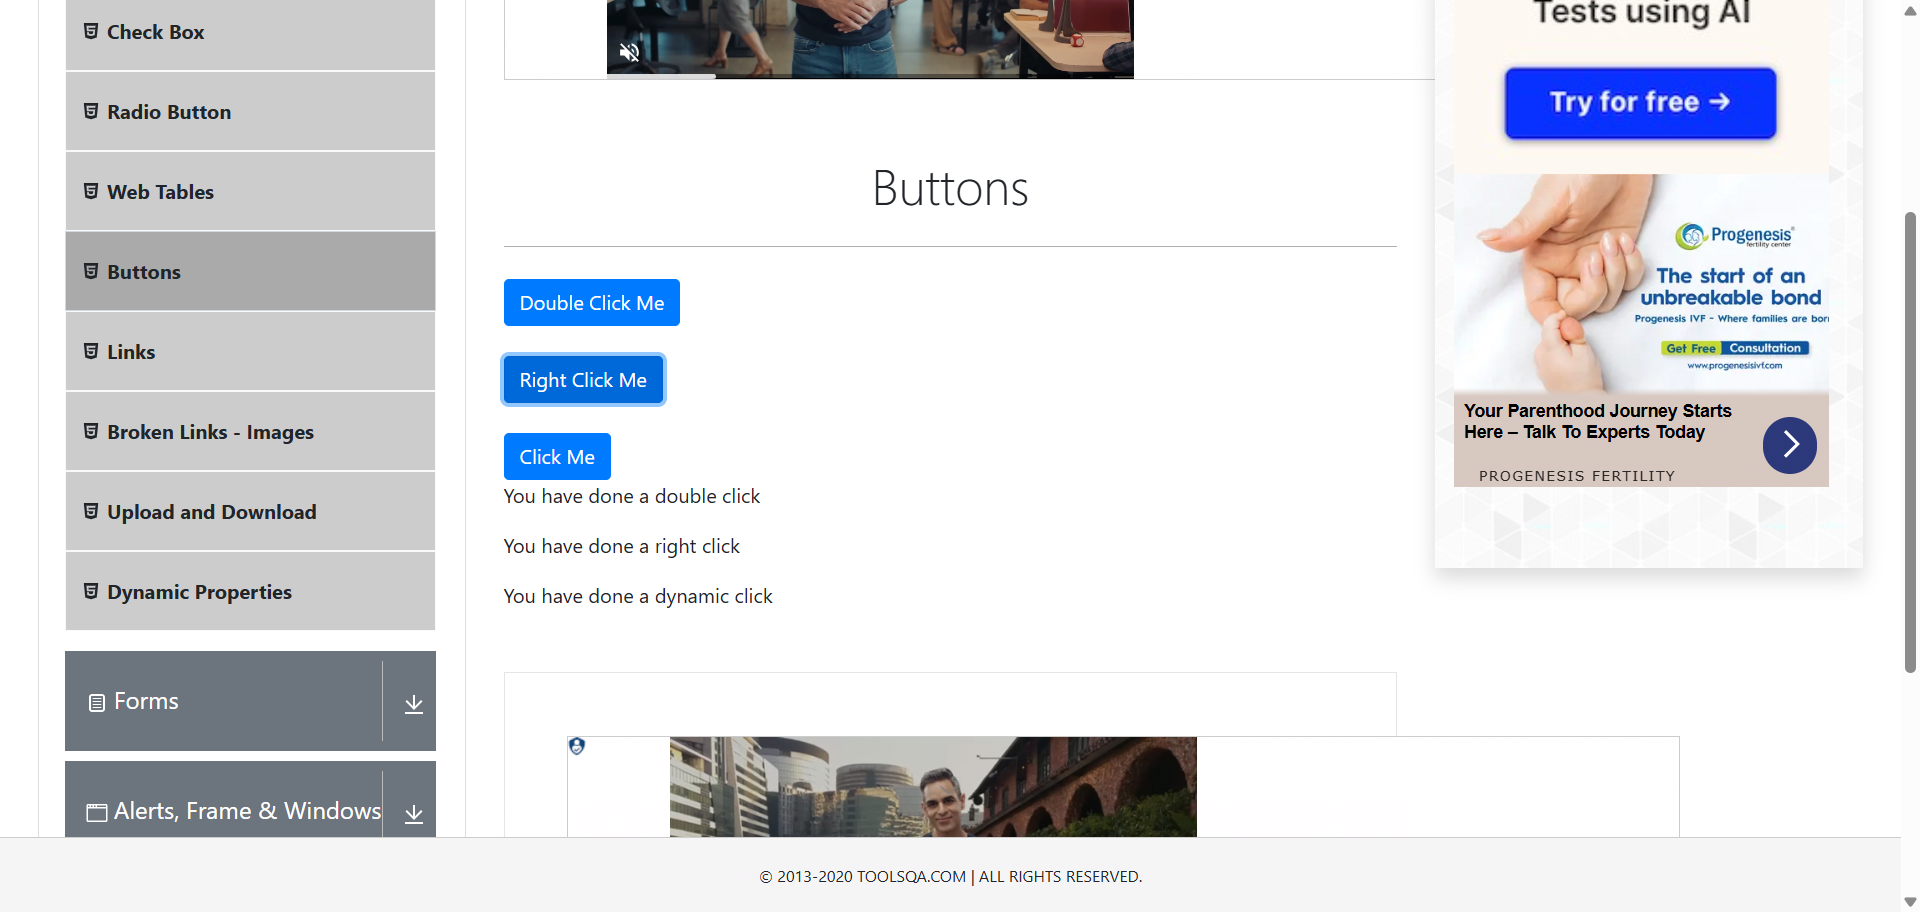 Check Box
Radio Button
Web Tables
Buttons
Links
Broken Links - Images
Upload and Download
Dynamic Properties
Forms
Alerts, Frame & Windows
Buttons
Double Click Me
Right Click Me
Click Me
You have done a double click
You have done a right click
You have done a dynamic click
Tests using AI
Try for free →
Progenesis
fertility center
The start of an
unbreakable bond
Progenesis IVF - Where families are bor
Get Free Consultation
www.progenesisivf.com
Your Parenthood Journey Starts
Here – Talk To Experts Today
PROGENESIS FERTILITY
© 2013-2020 TOOLSQA.COM | ALL RIGHTS RESERVED.